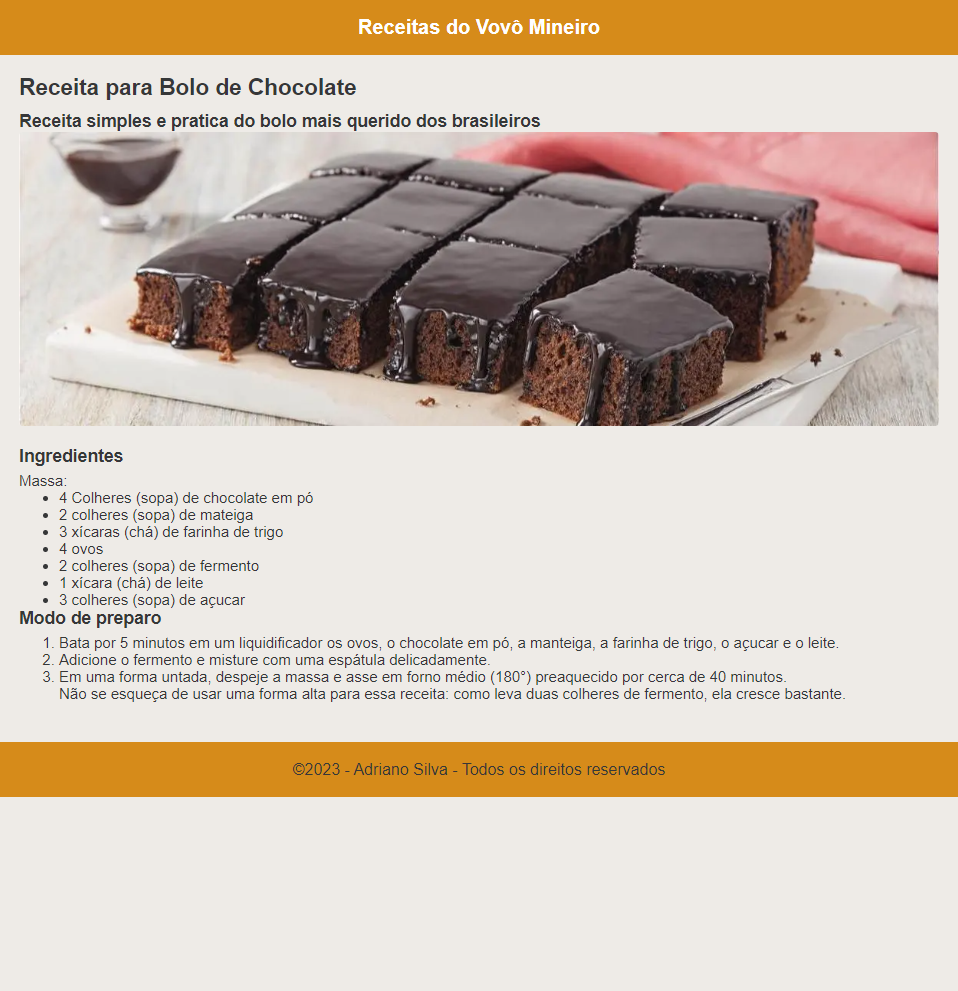 Receitas do Vovô Mineiro
Receita para Bolo de Chocolate
Receita simples e pratica do bolo mais querido dos brasileiros
Ingredientes
Massa:
4 Colheres (sopa) de chocolate em pó
2 colheres (sopa) de mateiga
3 xícaras (chá) de farinha de trigo
4 ovos
2 colheres (sopa) de fermento
1 xícara (chá) de leite
3 colheres (sopa) de açucar
Modo de preparo
1. Bata por 5 minutos em um liquidificador os ovos, o chocolate em pó, a manteiga, a farinha de trigo, o açucar e o leite.
2. Adicione o fermento e misture com uma espátula delicadamente.
3. Em uma forma untada, despeje a massa e asse em forno médio (180°) preaquecido por cerca de 40 minutos.
Não se esqueça de usar uma forma alta para essa receita: como leva duas colheres de fermento, ela cresce bastante.
©2023 - Adriano Silva - Todos os direitos reservados